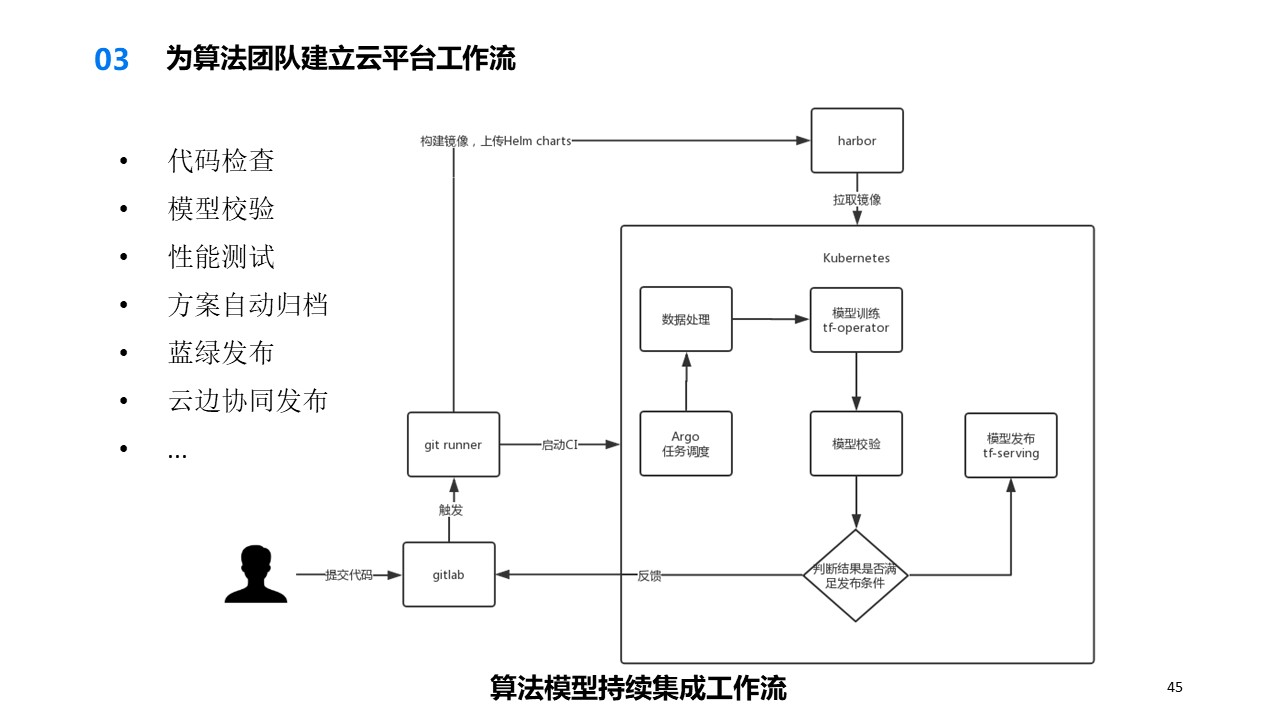 03 为算法团队建立云平台工作流
• 代码检查
• 模型校验
• 性能测试
• 方案自动归档
• 蓝绿发布
• 云边协同发布
• ...
构建镜像，上传Helm charts
harbor
拉取镜像
Kubernetes
数据处理
模型训练
tf-operator
git runner
启动CI
Argo
任务调度
模型校验
模型发布
tf-serving
触发
提交代码
gitlab
反馈
判断结果是否满
足发布条件
算法模型持续集成工作流
45